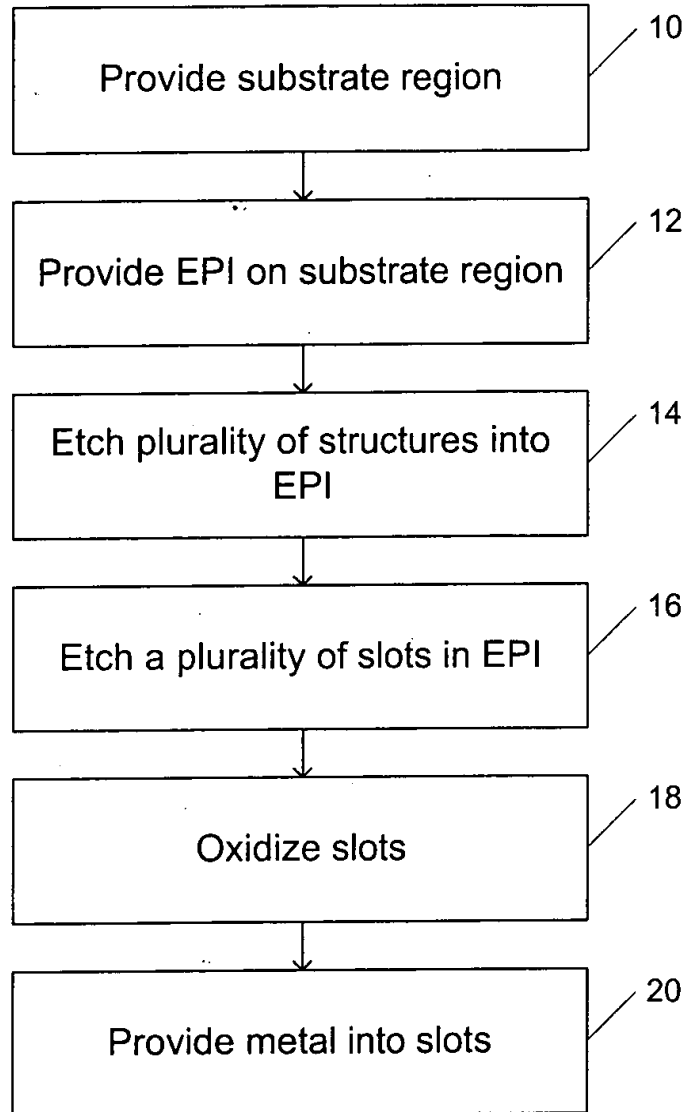 10
Provide substrate region
12
Provide EPI on substrate region
14
Etch plurality of structures into
EPI
16
Etch a plurality of slots in EPI
18
Oxidize slots
20
Provide metal into slots